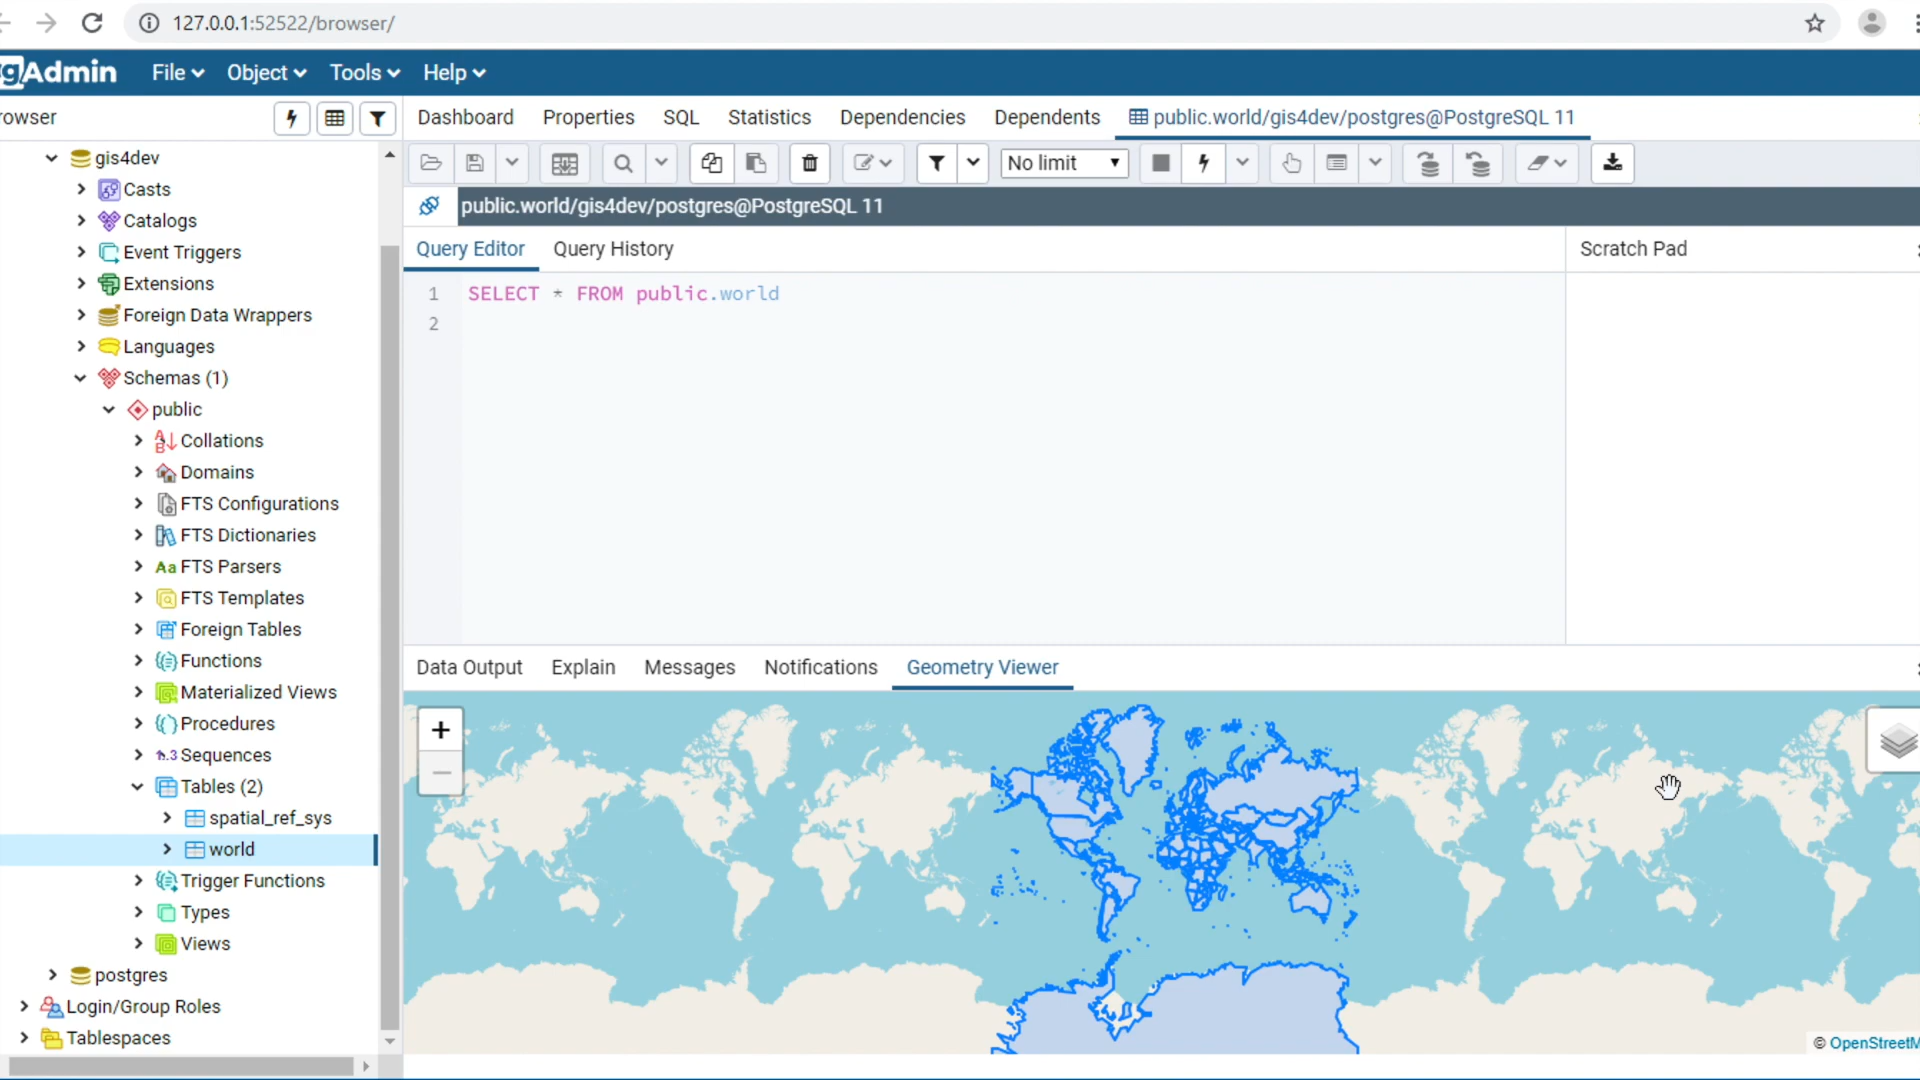 127.0.0.1:52522/browser/
gAdmin File Object Tools Help
rowser
Dashboard Properties SQL Statistics Dependencies Dependents public.world/gis4dev/postgres@PostgreSQL 11
No limit
public.world/gis4dev/postgres@PostgreSQL 11
Query Editor Query History
Scratch Pad
1 SELECT * FROM public.world
2
gis4dev
Casts
Catalogs
Event Triggers
Extensions
Foreign Data Wrappers
Languages
Schemas (1)
public
Collations
Domains
FTS Configurations
FTS Dictionaries
Aa FTS Parsers
FTS Templates
Foreign Tables
Functions
Materialized Views
Procedures
Sequences
Tables (2)
spatial_ref_sys
world
Trigger Functions
Types
Views
postgres
Login/Group Roles
Tablespaces
Data Output Explain Messages Notifications Geometry Viewer
+
−
© OpenStreetM